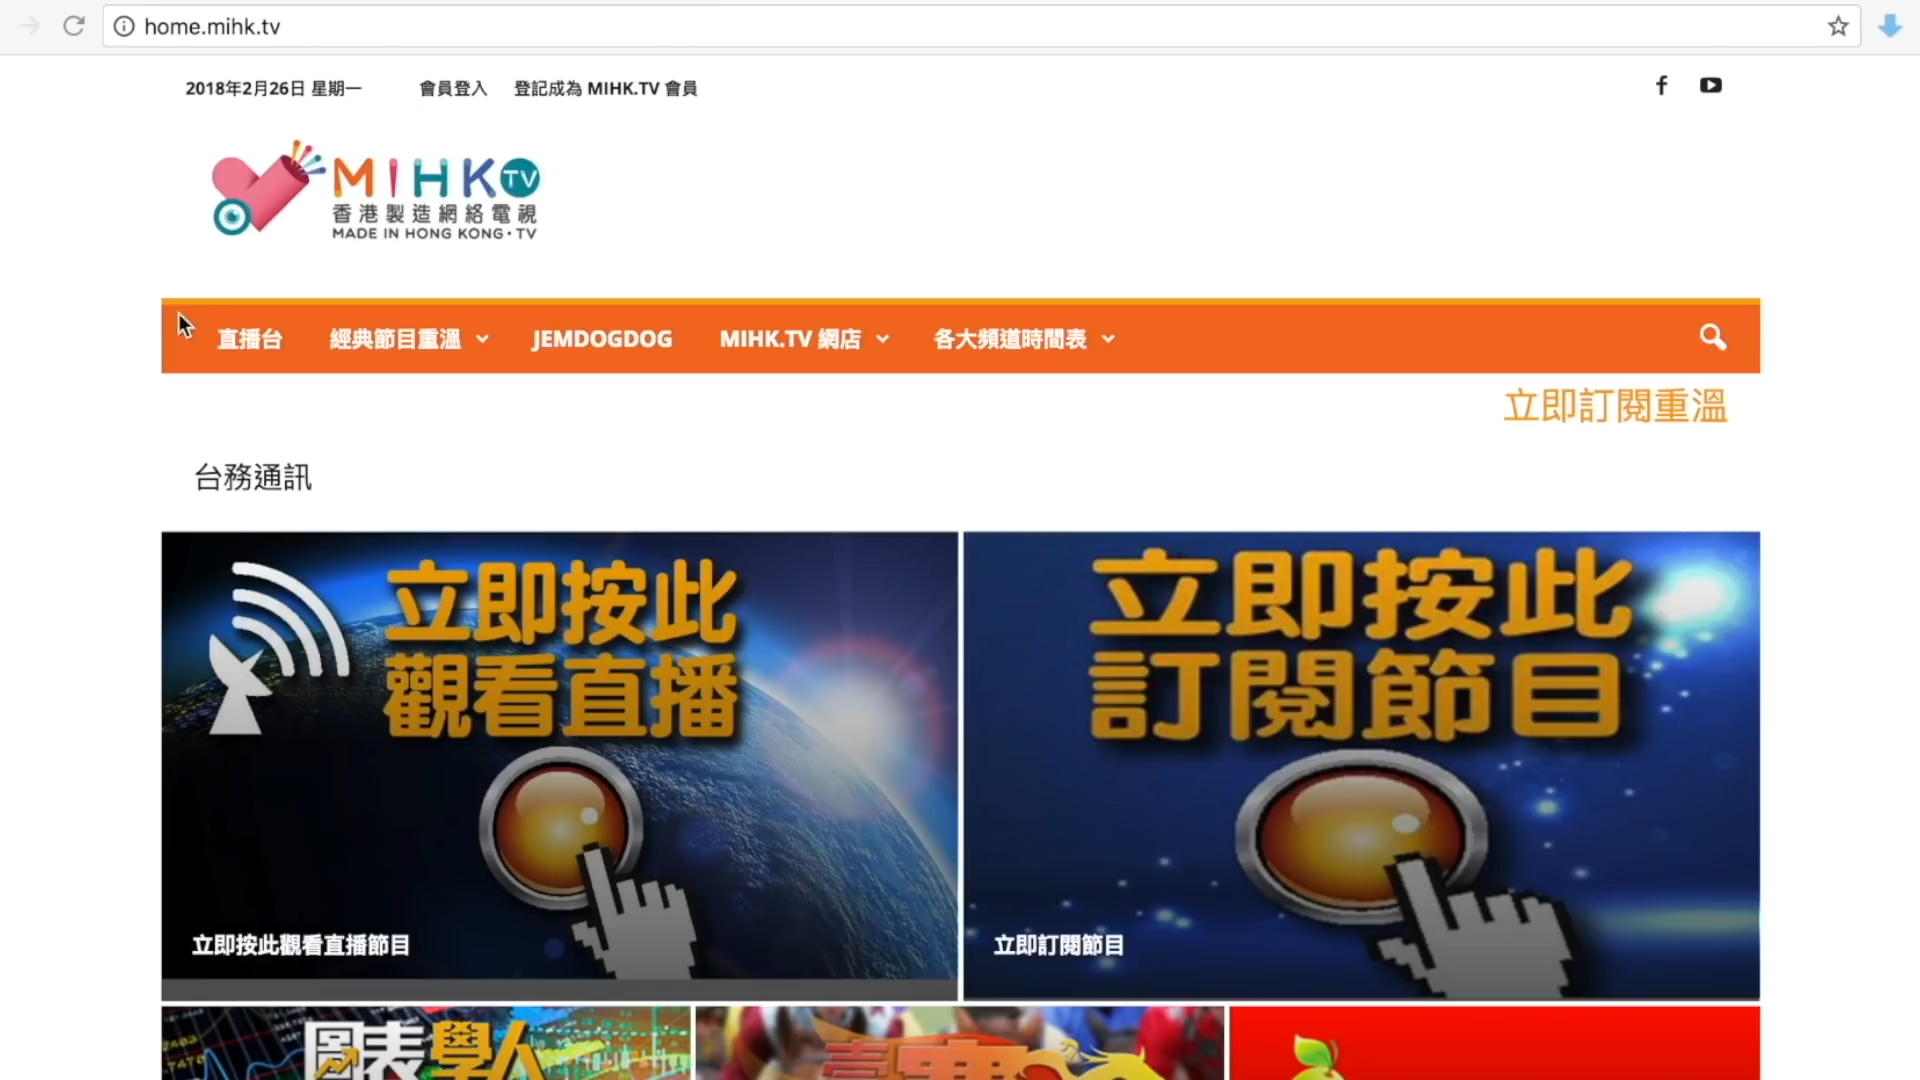 home.mihk.tv
2018年2月26日 星期一 會員登入 登記成為 MIHK.TV 會員
MIHK TV
香港製造網絡電視
MADE IN HONG KONG·TV
直播台 經典節目重溫 JEMDOGDOG MIHK.TV 網店 各大頻道時間表
立即訂閱重溫
台務通訊
立即按此
觀看直播
立即按此觀看直播節目
立即按此
訂閱節目
立即訂閱節目
圖表學人